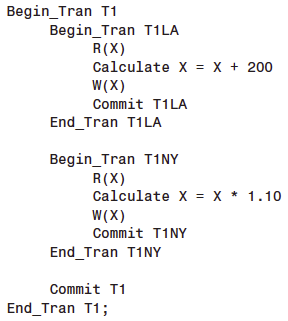 Begin_Tran T1
Begin_Tran T1LA
R(X)
Calculate X = X + 200
W(X)
Commit T1LA
End_Tran T1LA
Begin_Tran T1NY
R(X)
Calculate X = X * 1.10
W(X)
Commit T1NY
End_Tran T1NY
Commit T1
End_Tran T1;